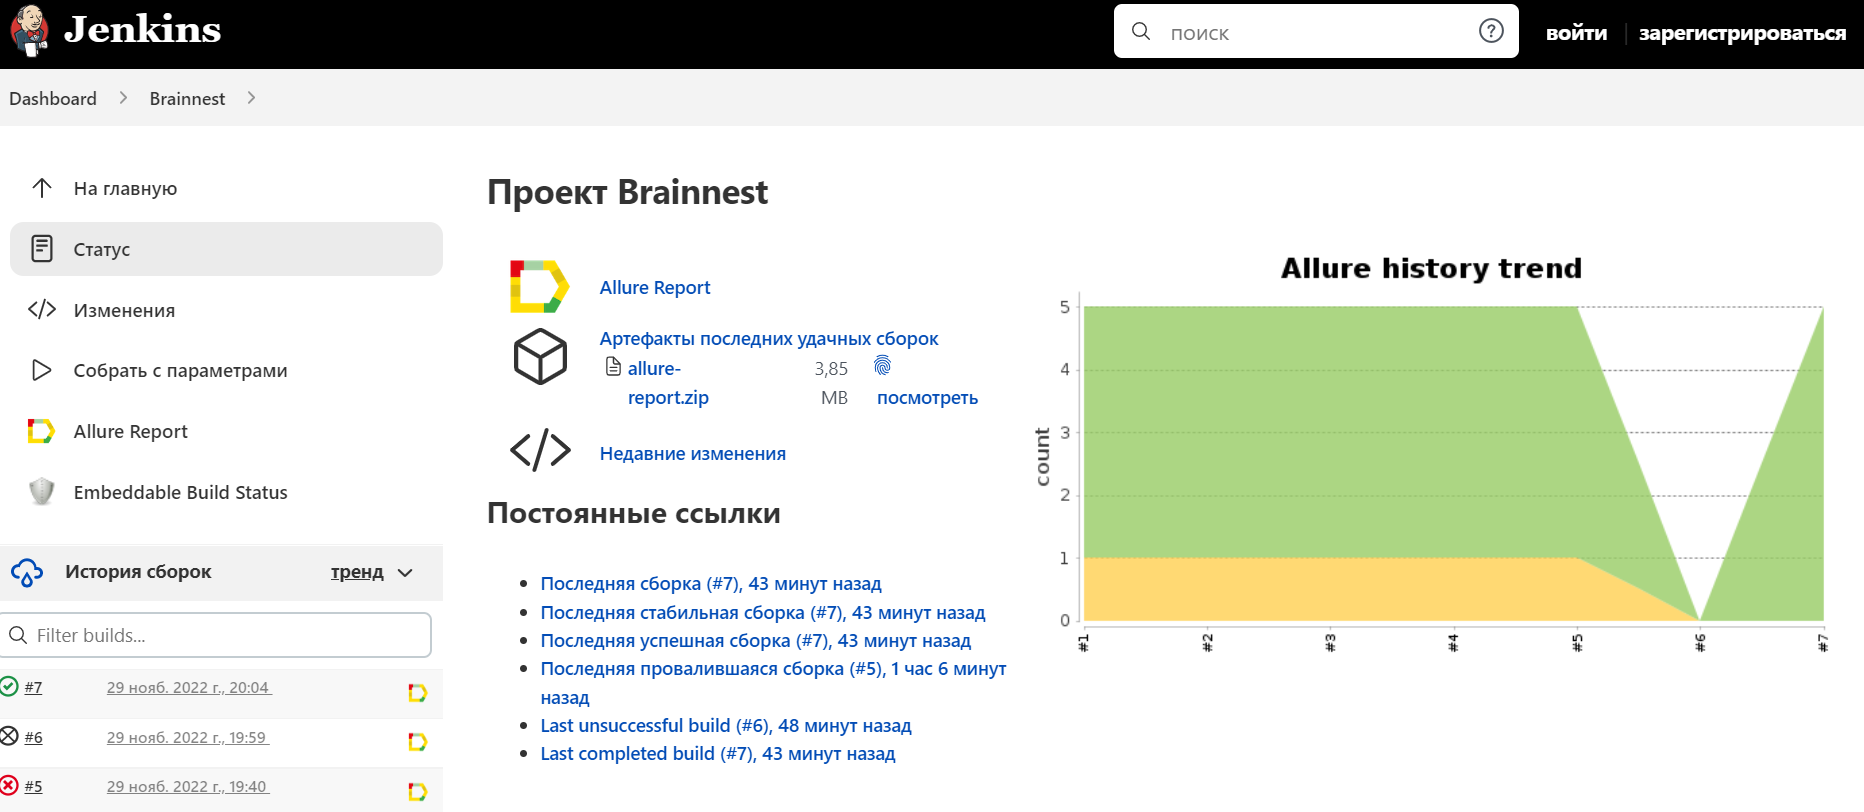 Jenkins
поиск
войти
зарегистрироваться
Dashboard
Brainnest
На главную
Статус
Изменения
Собрать с параметрами
Allure Report
Embeddable Build Status
История сборок
тренд
Filter builds...
#7
29 нояб. 2022 г., 20:04
#6
29 нояб. 2022 г., 19:59
#5
29 нояб. 2022 г., 19:40
Проект Brainnest
Allure Report
Артефакты последних удачных сборок
allure-
report.zip
3,85
MB
посмотреть
Недавние изменения
Постоянные ссылки
Последняя сборка (#7), 43 минут назад
Последняя стабильная сборка (#7), 43 минут назад
Последняя успешная сборка (#7), 43 минут назад
Последняя провалившаяся сборка (#5), 1 час 6 минут
назад
Last unsuccessful build (#6), 48 минут назад
Last completed build (#7), 43 минут назад
Allure history trend
count
5
4
3
2
1
0
#1
#2
#3
#4
#5
#6
#7